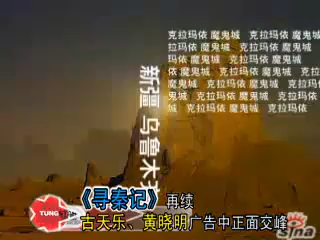 克拉玛依 魔鬼城 克拉玛依 魔鬼城
拉玛依 魔鬼城 克拉玛依 魔鬼城 克
玛依 魔鬼城 克拉玛依 魔鬼城 克拉
依 魔鬼城 克拉玛依 魔鬼城 克拉玛
魔鬼城 克拉玛依 魔鬼城 克拉玛依
鬼城 克拉玛依 魔鬼城 克拉玛依 魔
城 克拉玛依 魔鬼城 克拉玛依
新疆 乌鲁木齐
《寻秦记》再续
古天乐、黄晓明广告中正面交峰
TUNG
sina